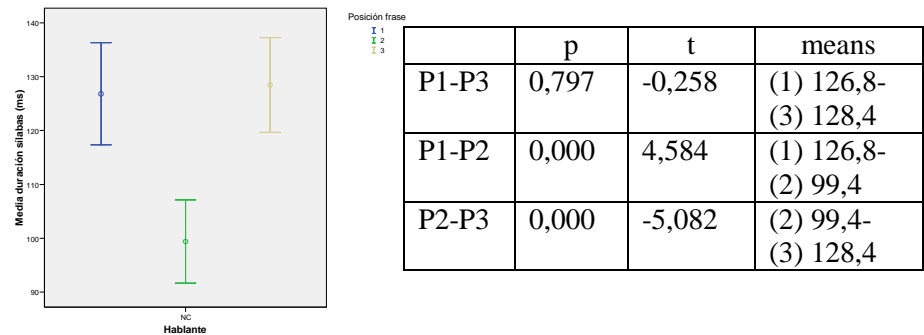 Posición frase
1
2
3
140
130
120
110
100
90
Media duración sílabas (ms)
NC
Hablante
p t means
P1-P3 0,797 -0,258 (1) 126,8-
(3) 128,4
P1-P2 0,000 4,584 (1) 126,8-
(2) 99,4
P2-P3 0,000 -5,082 (2) 99,4-
(3) 128,4